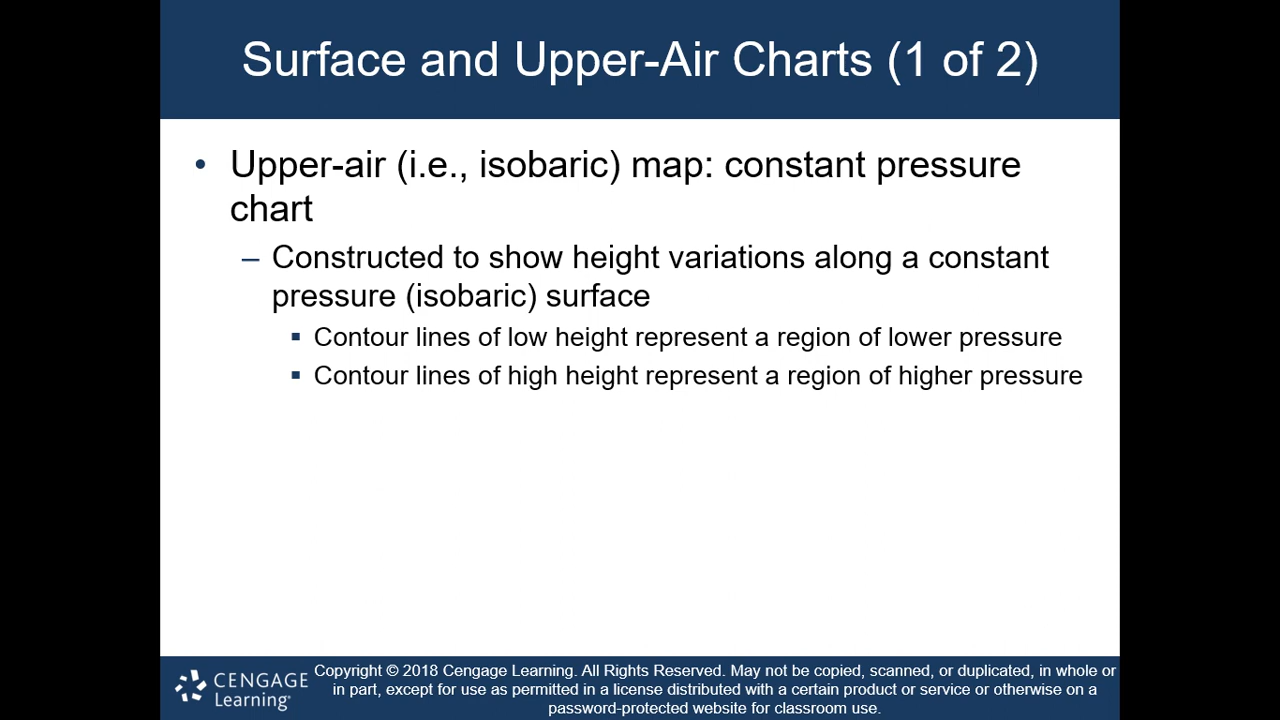 Surface and Upper-Air Charts (1 of 2)
• Upper-air (i.e., isobaric) map: constant pressure
chart
– Constructed to show height variations along a constant
pressure (isobaric) surface
▪ Contour lines of low height represent a region of lower pressure
▪ Contour lines of high height represent a region of higher pressure
CENGAGE
Learning®
Copyright © 2018 Cengage Learning. All Rights Reserved. May not be copied, scanned, or duplicated, in whole or
in part, except for use as permitted in a license distributed with a certain product or service or otherwise on a
password-protected website for classroom use.